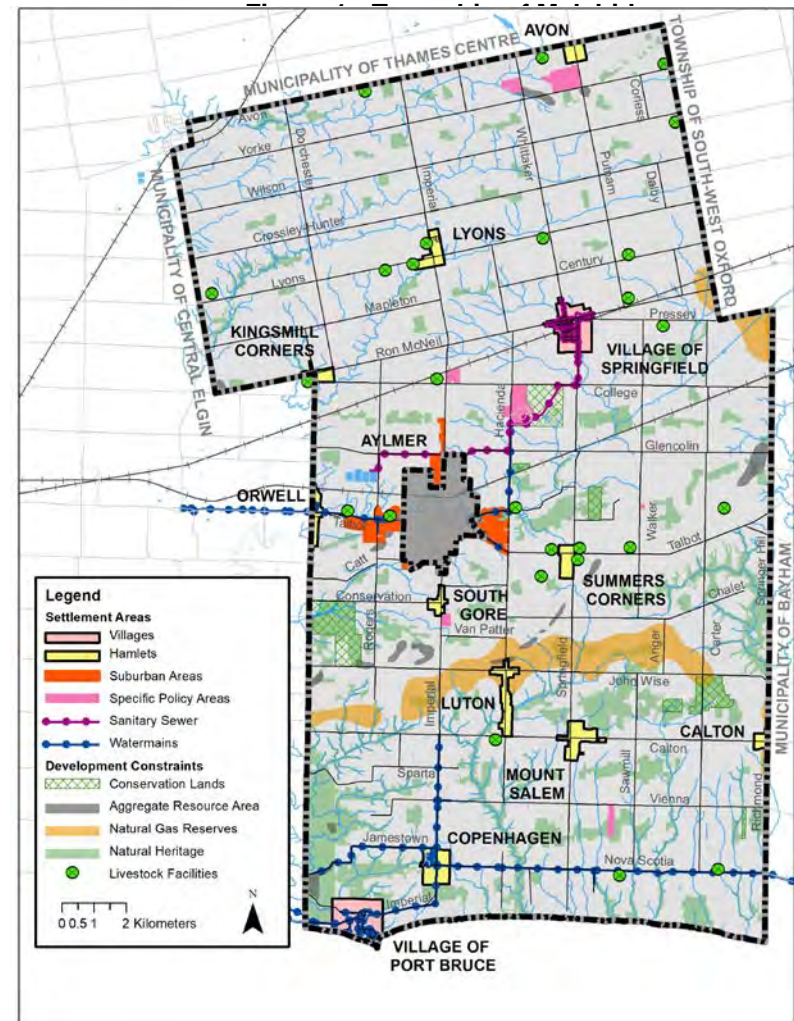 AVON
MUNICIPALITY OF THAMES CENTRE
TOWNSHIP OF SOUTH-WEST OXFORD
MUNICIPALITY OF CENTRAL ELGIN
MUNICIPALITY OF BAYHAM
Avon
Yorke
Wilson
Crossley-Hunter
Lyons
Mapleton
Ron McNeil
Dorchester
Imperial
Whittaker
Putnam
Corless
Dalby
Century
Pressey
LYONS
KINGSMILL
CORNERS
VILLAGE OF
SPRINGFIELD
College
Hacienda
Glencolin
AYLMER
ORWELL
Talbot
Catt
Conservation
Rogers
Walker
Talbot
Springer Hill
Chalet
SUMMERS
CORNERS
SOUTH
GORE
Van Patter
Springfield
Anger
Carter
John Wise
Imperial
LUTON
CALTON
Calton
MOUNT
SALEM
Sparta
Sawmill
Vienna
Richmond
Jamestown
COPENHAGEN
Nova Scotia
Imperial
VILLAGE OF
PORT BRUCE
Legend
Settlement Areas
Villages
Hamlets
Suburban Areas
Specific Policy Areas
Sanitary Sewer
Watermains
Development Constraints
Conservation Lands
Aggregate Resource Area
Natural Gas Reserves
Natural Heritage
Livestock Facilities
0 0.5 1 2 Kilometers
N